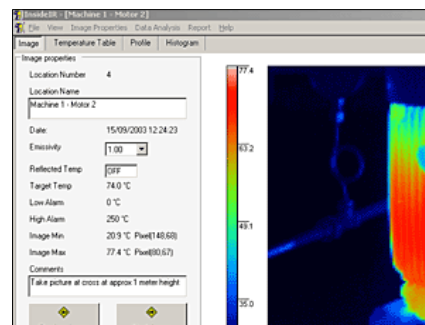 InsideIR - [Machine 1 - Motor 2]
File View Image Properties Data Analysis Report Help
Image Temperature Table Profile Histogram
Image properties
Location Number 4
Location Name
Machine 1 - Motor 2
Date: 15/09/2003 12:24:23
Emissivity 1.00
Reflected Temp OFF
Target Temp 74.0 °C
Low Alarm 0 °C
High Alarm 250 °C
Image Min 20.9 °C Pixel(148,68)
Image Max 77.4 °C Pixel(80,67)
Comments
Take picture at cross at approx 1 meter height
77.4
63.2
49.1
35.0